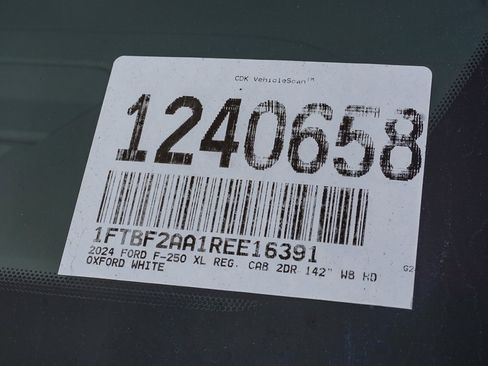 CDK VehicleScan™
1240658
1FTBF2AA1REE16391
2024 FORD F-250 XL REG. CAB 2DR 142" WB HD
OXFORD WHITE